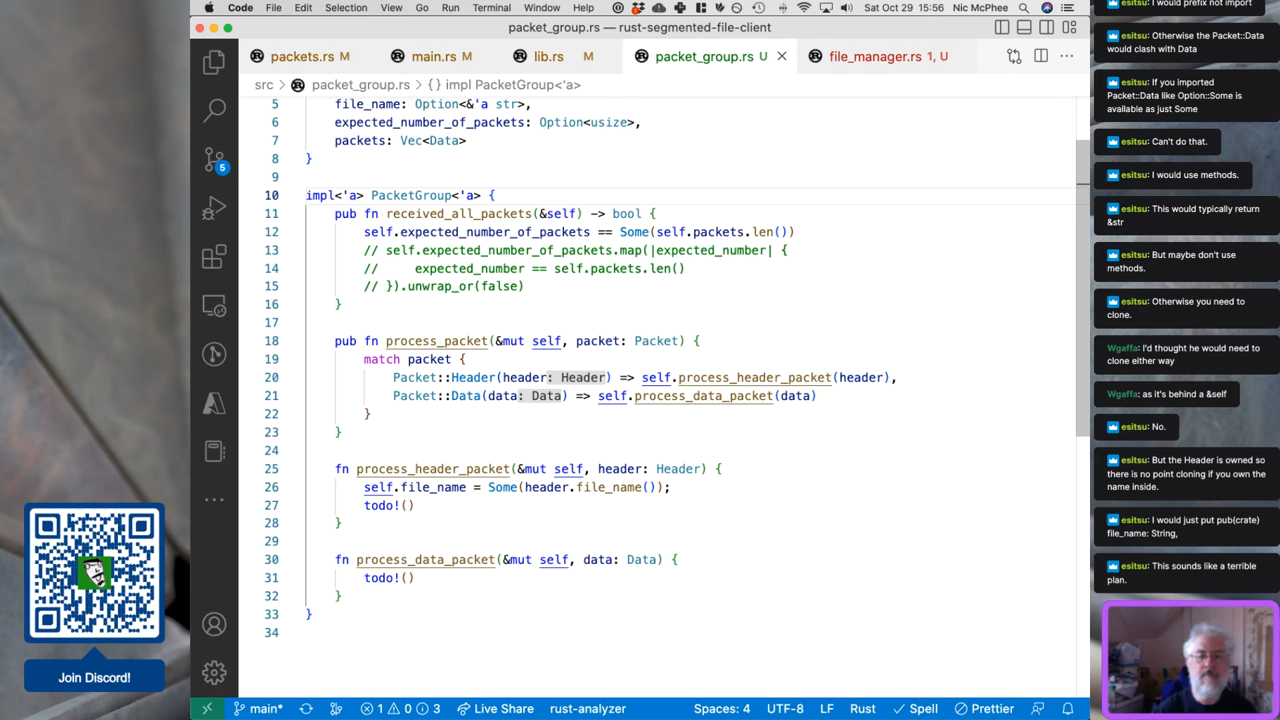 Code File Edit Selection View Go Run Terminal Window Help Sat Oct 29 15:56 Nic McPhee
packet_group.rs — rust-segmented-file-client
packets.rs M main.rs M lib.rs M packet_group.rs U file_manager.rs 1, U
src › packet_group.rs › {} impl PacketGroup<'a>
5 file_name: Option<&'a str>,
6 expected_number_of_packets: Option<usize>,
7 packets: Vec<Data>
8 }
9
10 impl<'a> PacketGroup<'a> {
11 pub fn received_all_packets(&self) -> bool {
12 self.expected_number_of_packets == Some(self.packets.len())
13 // self.expected_number_of_packets.map(|expected_number| {
14 // expected_number == self.packets.len()
15 // }).unwrap_or(false)
16 }
17
18 pub fn process_packet(&mut self, packet: Packet) {
19 match packet {
20 Packet::Header(header: Header) => self.process_header_packet(header),
21 Packet::Data(data: Data) => self.process_data_packet(data)
22 }
23 }
24
25 fn process_header_packet(&mut self, header: Header) {
26 self.file_name = Some(header.file_name());
27 todo!()
28 }
29
30 fn process_data_packet(&mut self, data: Data) {
31 todo!()
32 }
33 }
34
5
main* 1 0 3 Live Share rust-analyzer Spaces: 4 UTF-8 LF Rust Spell Prettier
Join Discord!
esitsu: I would prefix not import
esitsu: Otherwise the Packet::Data
would clash with Data
esitsu: If you imported
Packet::Data like Option::Some is
available as just Some
esitsu: Can't do that.
esitsu: I would use methods.
esitsu: This would typically return
&str
esitsu: But maybe don't use
methods.
esitsu: Otherwise you need to
clone.
Wgaffa: I'd thought he would need to
clone either way
Wgaffa: as it's behind a &self
esitsu: No.
esitsu: But the Header is owned so
there is no point cloning if you own the
name inside.
esitsu: I would just put pub(crate)
file_name: String,
esitsu: This sounds like a terrible
plan.